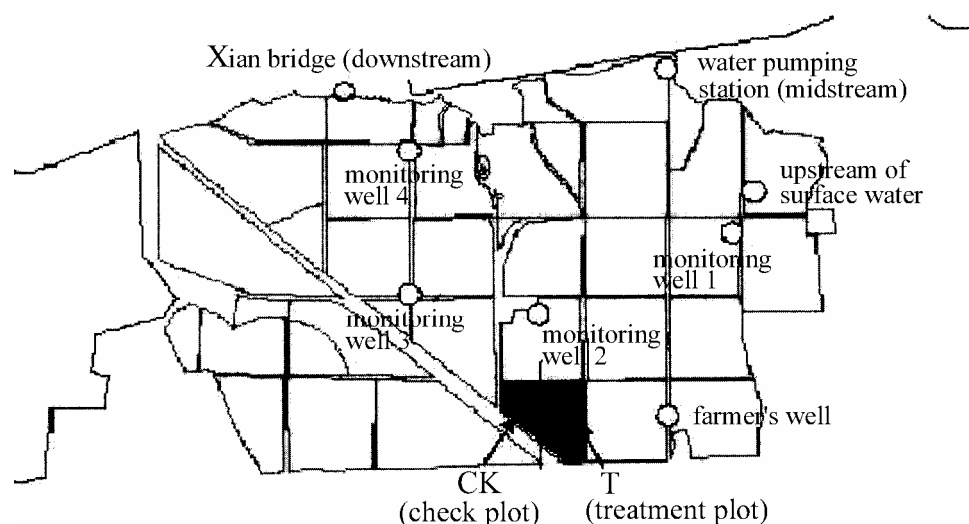 Xian bridge (downstream)
water pumping
station (midstream)
monitoring
well 4
upstream of
surface water
monitoring
well 1
monitoring
well 3
monitoring
well 2
farmer's well
CK
(check plot)
T
(treatment plot)